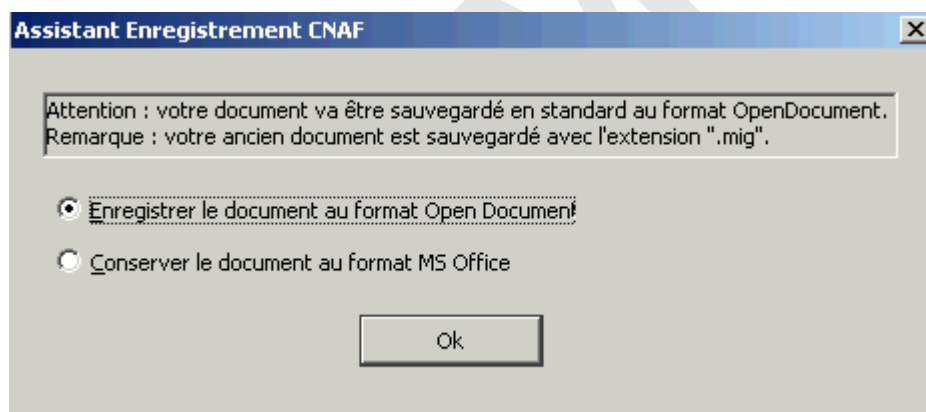 Assistant Enregistrement CNAF
Attention : votre document va être sauvegardé en standard au format OpenDocument.
Remarque : votre ancien document est sauvegardé avec l'extension ".mig".
Enregistrer le document au format Open Document
Conserver le document au format MS Office
Ok